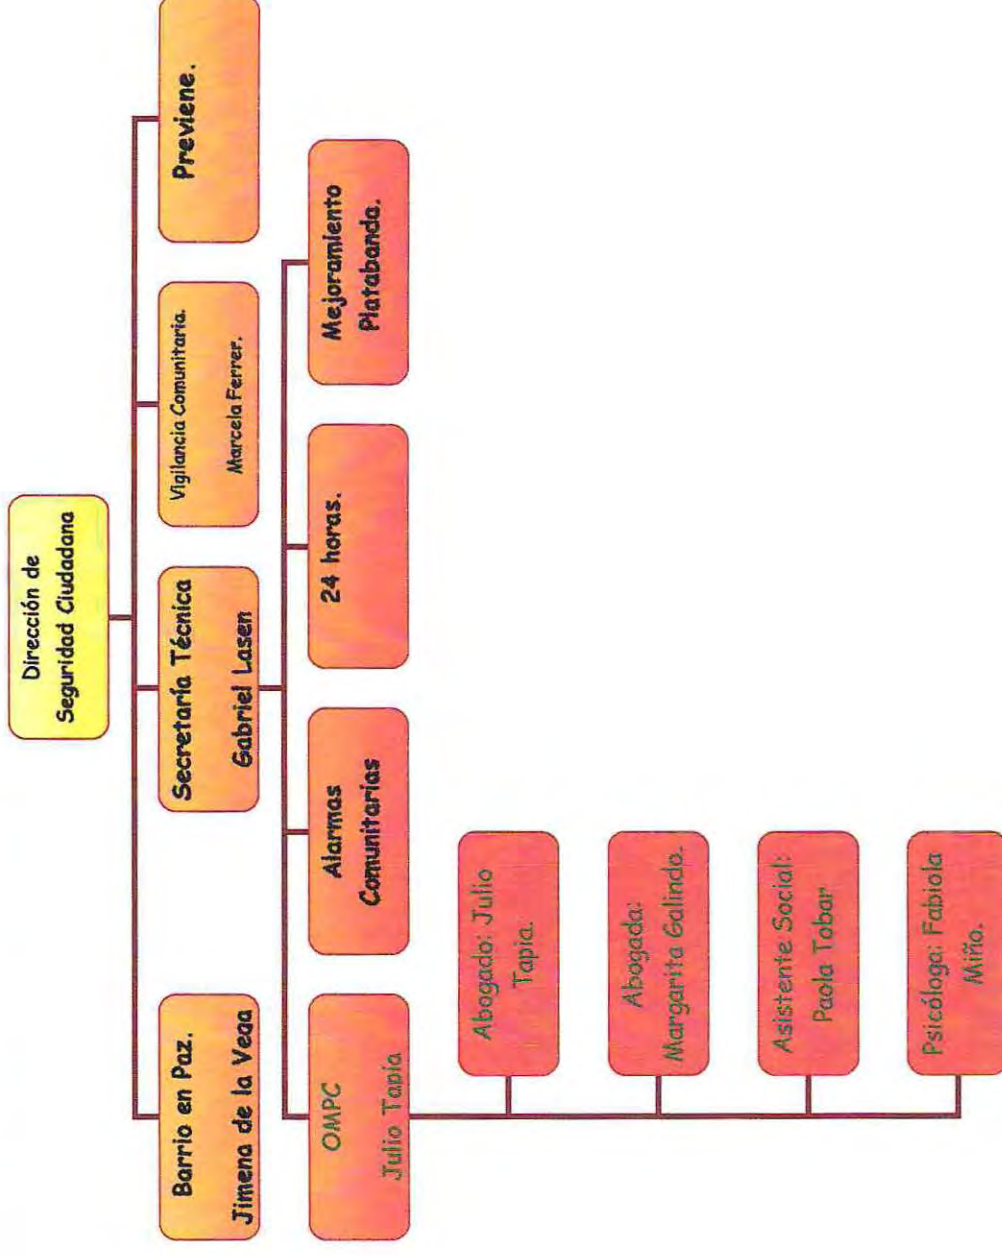 Dirección de
Seguridad Ciudadana
Barrio en Paz.
Jimena de la Vega
Secretaría Técnica
Gabriel Lasen
Vigilancia Comunitaria.
Marcela Ferrer.
Previene.
OMPC
Julio Tapia
Alarmas
Comunitarias
24 horas.
Mejoramiento
Platabanda.
Abogado: Julio
Tapia.
Abogada:
Margarita Galindo.
Asistente Social:
Paola Tobar
Psicóloga: Fabiola
Miño.